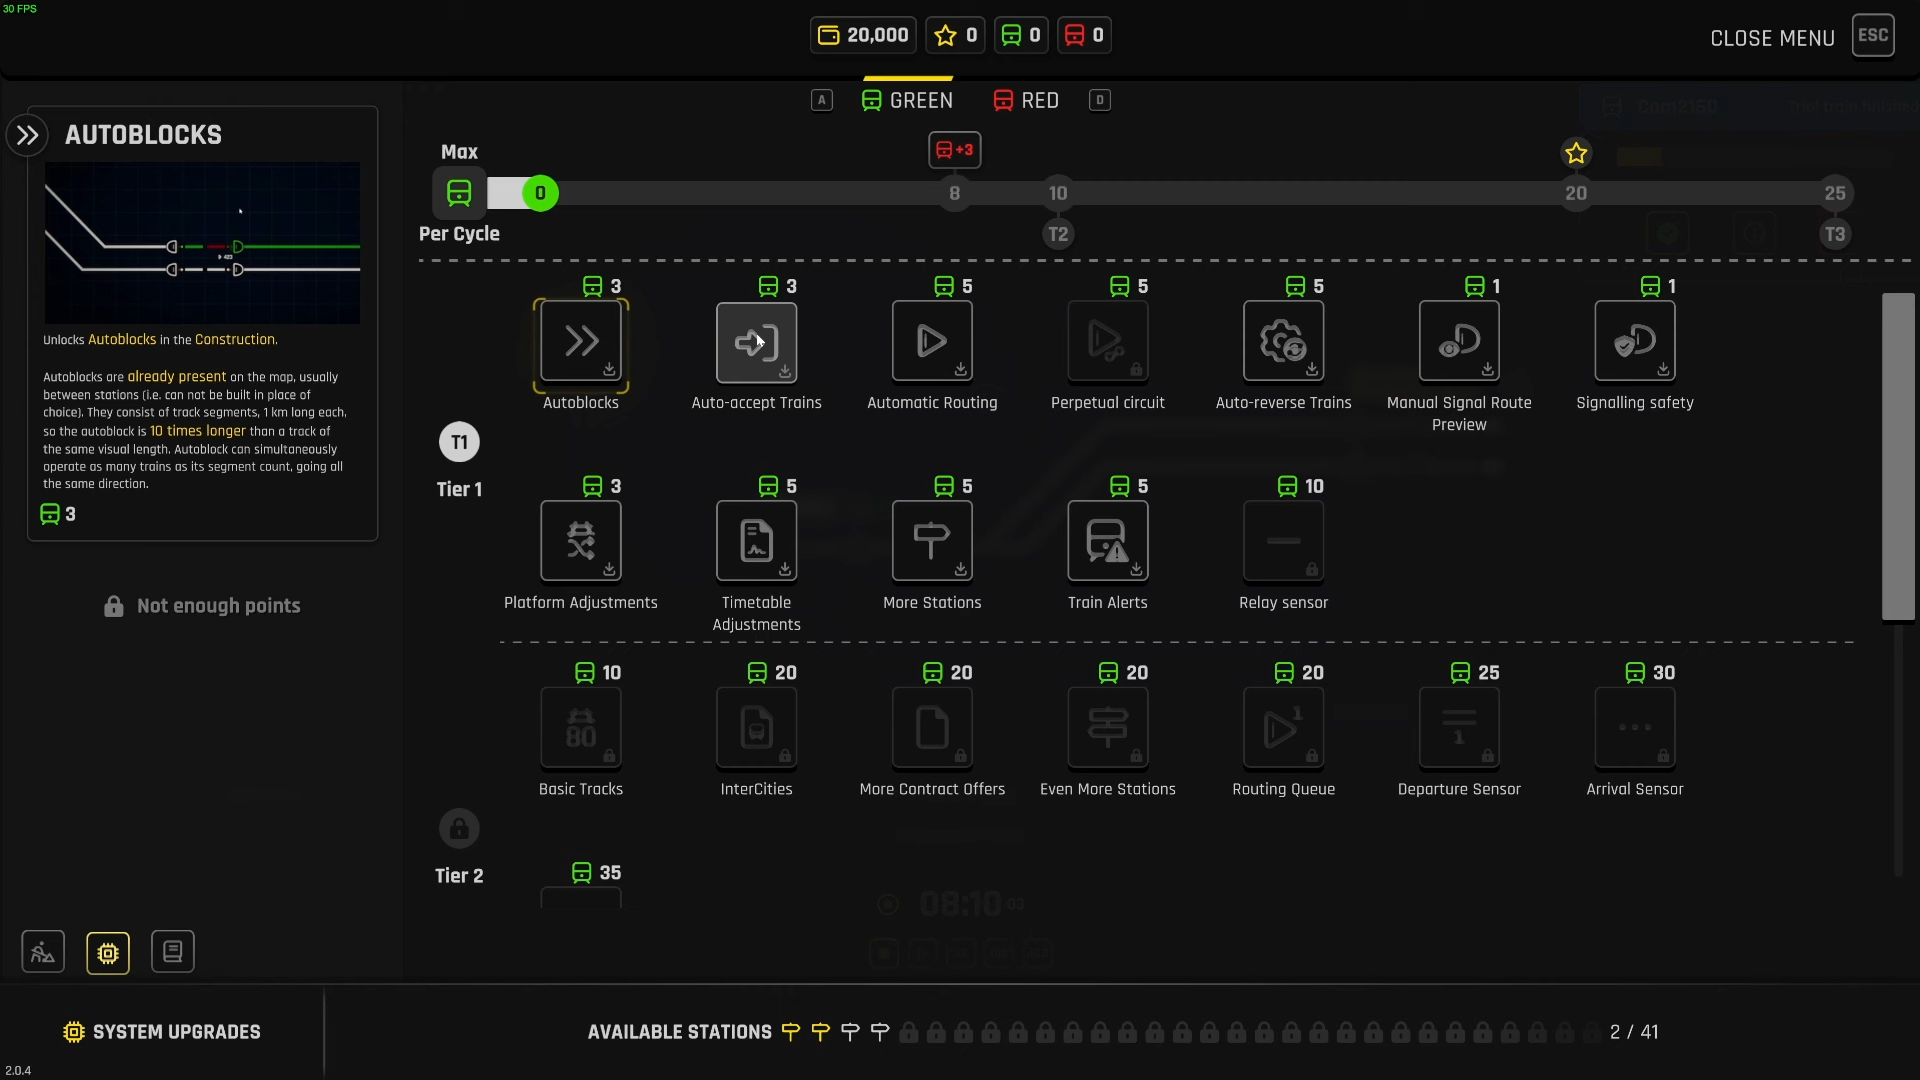 30 FPS
20,000
0
0
0
CLOSE MENU
ESC
A
GREEN
RED
D
AUTOBLOCKS
Unlocks Autoblocks in the Construction.
Autoblocks are already present on the map, usually
between stations (i.e. can not be built in place of
choice). They consist of track segments, 1 km long each,
so the autoblock is 10 times longer than a track of
the same visual length. Autoblock can simultaneously
operate as many trains as its segment count, going all
the same direction.
3
Not enough points
Max
+3
0
8
10
20
25
Per Cycle
T2
T3
3
3
5
5
5
1
1
Autoblocks
Auto-accept Trains
Automatic Routing
Perpetual circuit
Auto-reverse Trains
Manual Signal Route
Preview
Signalling safety
T1
Tier 1
3
5
5
5
10
Platform Adjustments
Timetable
Adjustments
More Stations
Train Alerts
Relay sensor
10
20
20
20
20
25
30
80
1
1
Basic Tracks
InterCities
More Contract Offers
Even More Stations
Routing Queue
Departure Sensor
Arrival Sensor
Tier 2
35
08:10
SYSTEM UPGRADES
AVAILABLE STATIONS
2 / 41
2.0.4